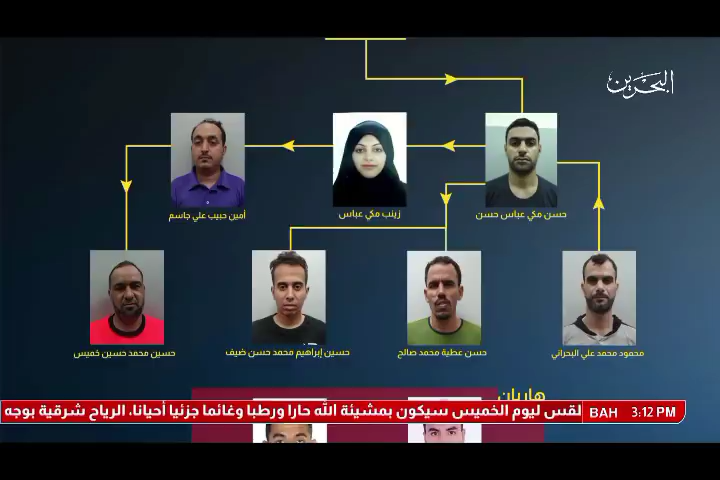 البحرين
أمين حبيب علي جاسم
زينب مكي عباس
حسن مكي عباس حسن
حسين محمد حسين خميس
حسين إبراهيم محمد حسن ضيف
حسن عطية محمد صالح
محمود محمد علي البحراني
هاربان
لقس ليوم الخميس سيكون بمشيئة الله حارا ورطبا وغائما جزئيا أحيانا، الرياح شرقية بوجه
BAH 3:12 PM